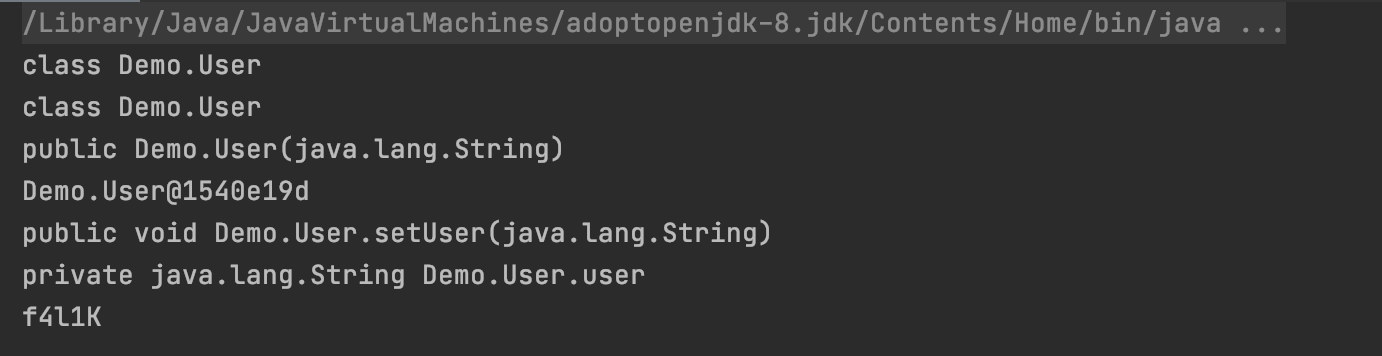 /Library/Java/JavaVirtualMachines/adoptopenjdk-8.jdk/Contents/Home/bin/java ...
class Demo.User
class Demo.User
public Demo.User(java.lang.String)
Demo.User@1540e19d
public void Demo.User.setUser(java.lang.String)
private java.lang.String Demo.User.user
f4l1K